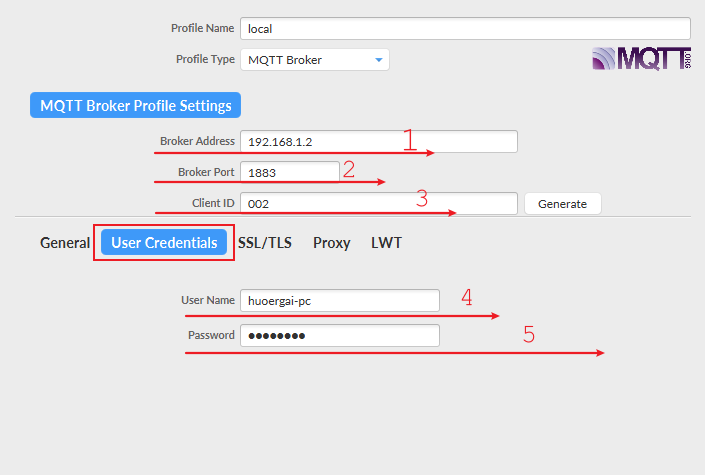 Profile Name local
Profile Type MQTT Broker
MQTT.ORG
MQTT Broker Profile Settings
Broker Address 192.168.1.2 1
Broker Port 1883 2
Client ID 002 3 Generate
General User Credentials SSL/TLS Proxy LWT
User Name huoergai-pc 4
Password ●●●●●●●● 5